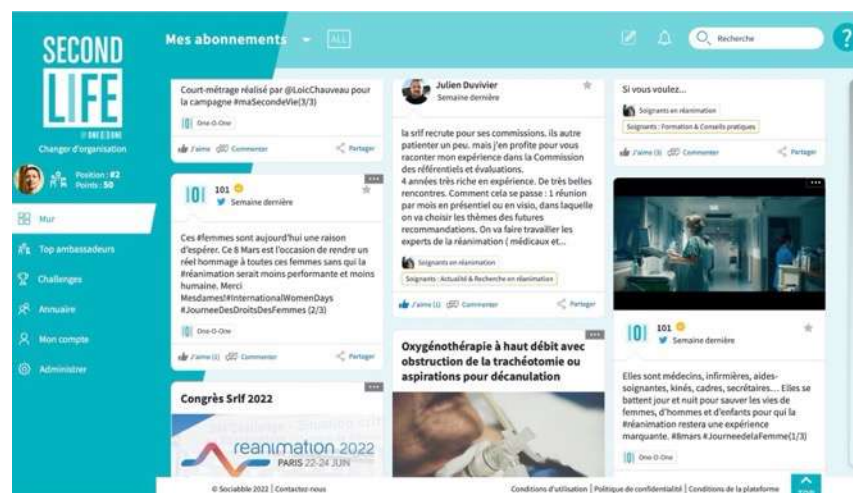 SECOND
LIFE
BY ONE O ONE
Changer d'organisation
Position : #2
Points : 50
Mur
Top ambassadeurs
Challenges
Annuaire
Mon compte
Administrer
Mes abonnements
ALL
Recherche
?
Court-métrage réalisé par @LoicChauveau pour
la campagne #maSecondeVie(3/3)
One-O-One
J'aime Commenter Partager
101
Semaine dernière
Ces #femmes sont aujourd'hui une raison
d'espérer. Ce 8 Mars est l'occasion de rendre un
réel hommage à toutes ces femmes sans qui la
#réanimation serait moins performante et moins
humaine. Merci
Mesdames!#InternationalWomenDays
#JourneeDesDroitsDesFemmes (2/3)
One-O-One
J'aime (1) Commenter Partager
Congrès Srlf 2022
reanimation 2022
PARIS 22-24 JUIN
Julien Duvivier
Semaine dernière
la srlf recrute pour ses commissions. ils autre
patienter un peu. mais j'en profite pour vous
raconter mon expérience dans la Commission
des référentiels et évaluations.
4 années très riche en expérience. De très belles
rencontres. Comment cela se passe : 1 réunion
par mois en présentiel ou en visio, dans laquelle
on va choisir les thèmes des futures
recommandations. On va faire travailler les
experts de la réanimation ( médicaux et...
Soignants en réanimation
Soignants : Actualité & Recherche en réanimation
J'aime (1) Commenter Partager
Oxygénothérapie à haut débit avec
obstruction de la trachéotomie ou
aspirations pour décanulation
Si vous voulez...
Soignants en réanimation
Soignants : Formation & Conseils pratiques
J'aime (3) Commenter Partager
101
Semaine dernière
Elles sont médecins, infirmières, aides-
soignantes, kinés, cadres, secrétaires... Elles se
battent jour et nuit pour sauver les vies de
femmes, d'hommes et d'enfants pour qui la
#réanimation restera une expérience
marquante. #8mars #JourneedelaFemme(1/3)
One-O-One
© Sociabble 2022 | Contactez-nous
Conditions d'utilisation | Politique de confidentialité | Conditions de la plateforme